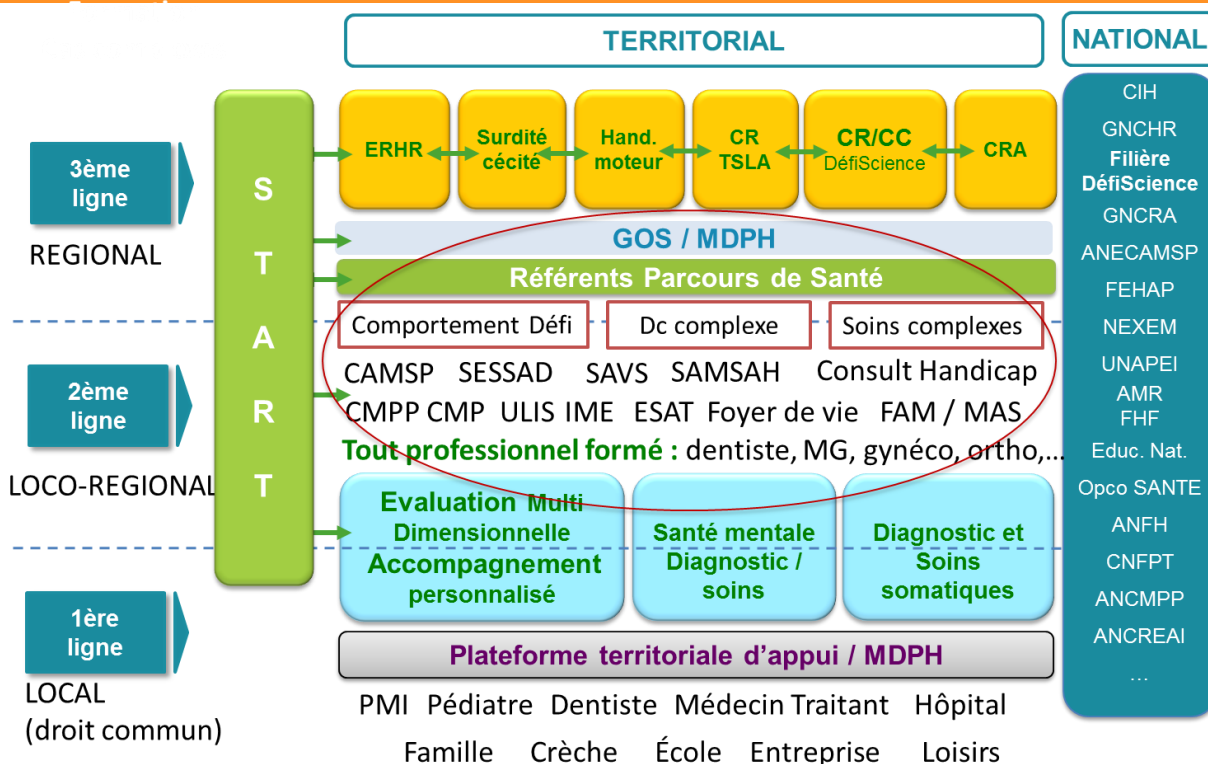 TERRITORIAL
NATIONAL
3ème
ligne
REGIONAL
2ème
ligne
LOCO-REGIONAL
1ère
ligne
LOCAL
(droit commun)
S
T
A
R
T
ERHR
Surdité
cécité
Hand.
moteur
CR
TSLA
CR/CC
DéfiScience
CRA
GOS / MDPH
Référents Parcours de Santé
Comportement Défi
Dc complexe
Soins complexes
CAMSP SESSAD SAVS SAMSAH Consult Handicap
CMPP CMP ULIS IME ESAT Foyer de vie FAM / MAS
Tout professionnel formé : dentiste, MG, gynéco, ortho,...
Evaluation Multi
Dimensionnelle
Accompagnement
personnalisé
Santé mentale
Diagnostic /
soins
Diagnostic et
Soins
somatiques
Plateforme territoriale d'appui / MDPH
PMI Pédiatre Dentiste Médecin Traitant Hôpital
Famille Crèche École Entreprise Loisirs
CIH
GNCHR
Filière
DéfiScience
GNCRA
ANECAMSP
FEHAP
NEXEM
UNAPEI
AMR
FHF
Educ. Nat.
Opco SANTE
ANFH
CNFPT
ANCMPP
ANCREAI
...